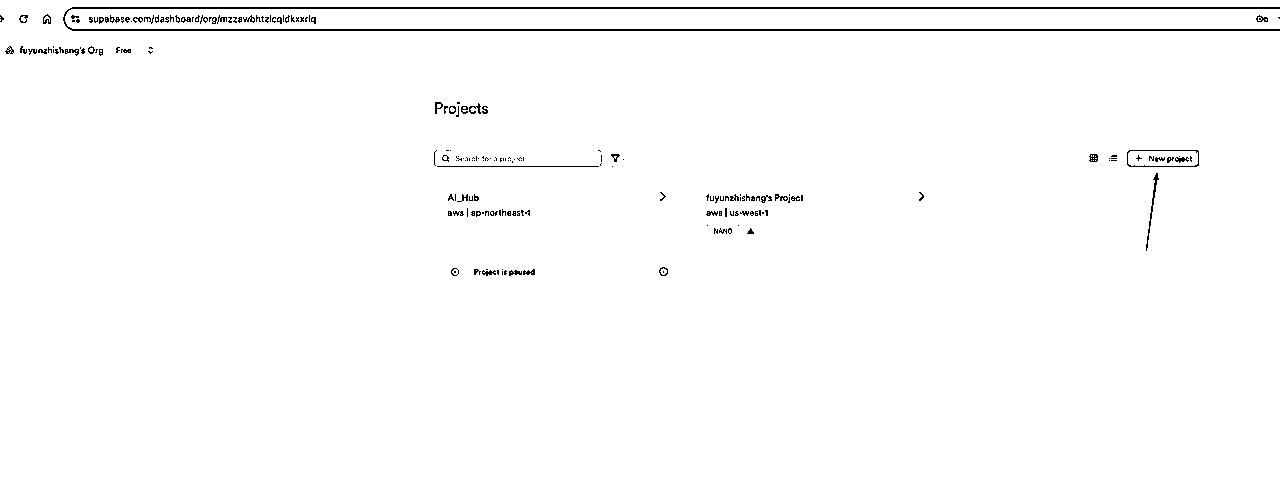 supabase.com/dashboard/org/mzzawbhtzlcqldkxxrlq
fuyunzhishang's Org Free
Projects
Search for a project
New project
AI_Hub
aws | ap-northeast-1
fuyunzhishang's Project
aws | us-west-1
NANO
Project is paused